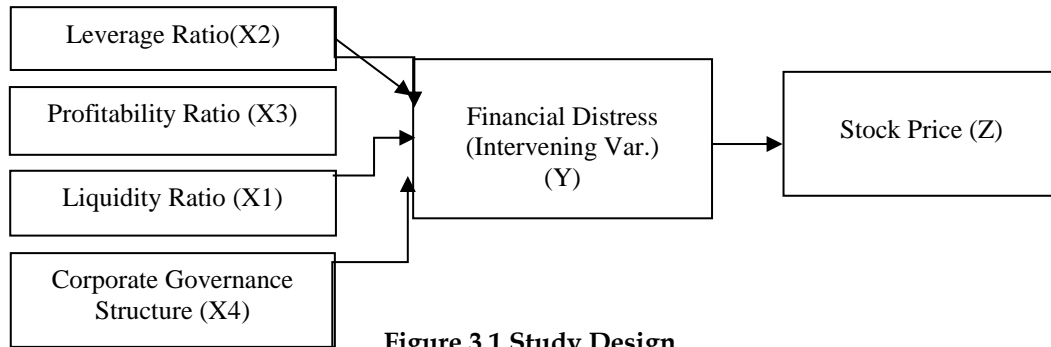 Leverage Ratio(X2)
Profitability Ratio (X3)
Liquidity Ratio (X1)
Corporate Governance
Structure (X4)
Financial Distress
(Intervening Var.)
(Y)
Stock Price (Z)
Figure 3.1 Study Design